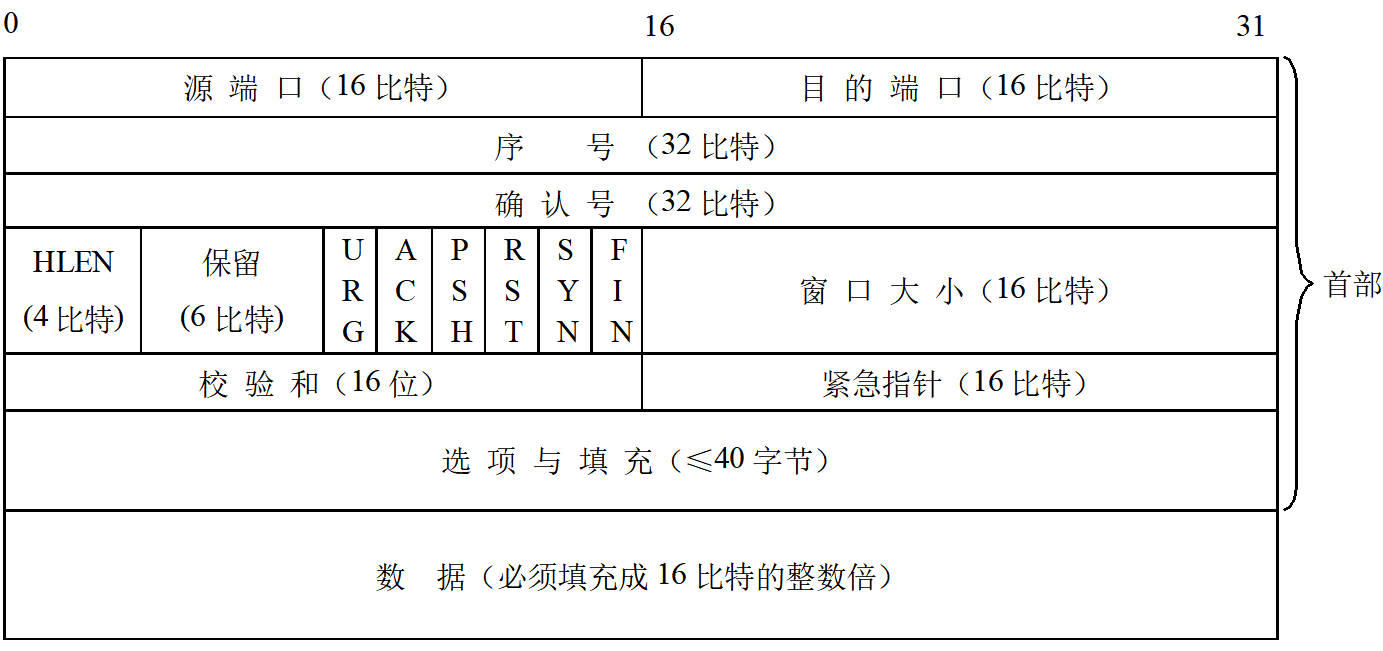 0 16 31
源 端 口（16 比特） 目 的 端 口（16 比特）
序 号 （32 比特）
确 认 号 （32 比特）
HLEN (4 比特) 保留 (6 比特) URG ACK PSH RST SYN FIN 窗 口 大 小（16 比特） 首部
校 验 和（16 位） 紧急指针（16 比特）
选 项 与 填 充（≤40 字节）
数 据（必须填充成 16 比特的整数倍）